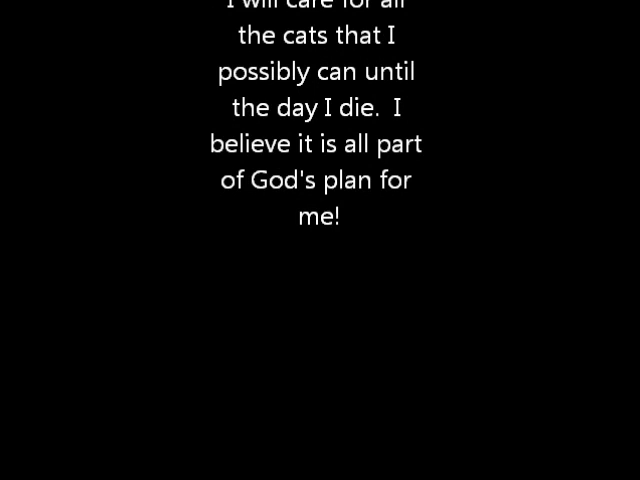 I will care for all
the cats that I
possibly can until
the day I die.  I
believe it is all part
of God's plan for
me!